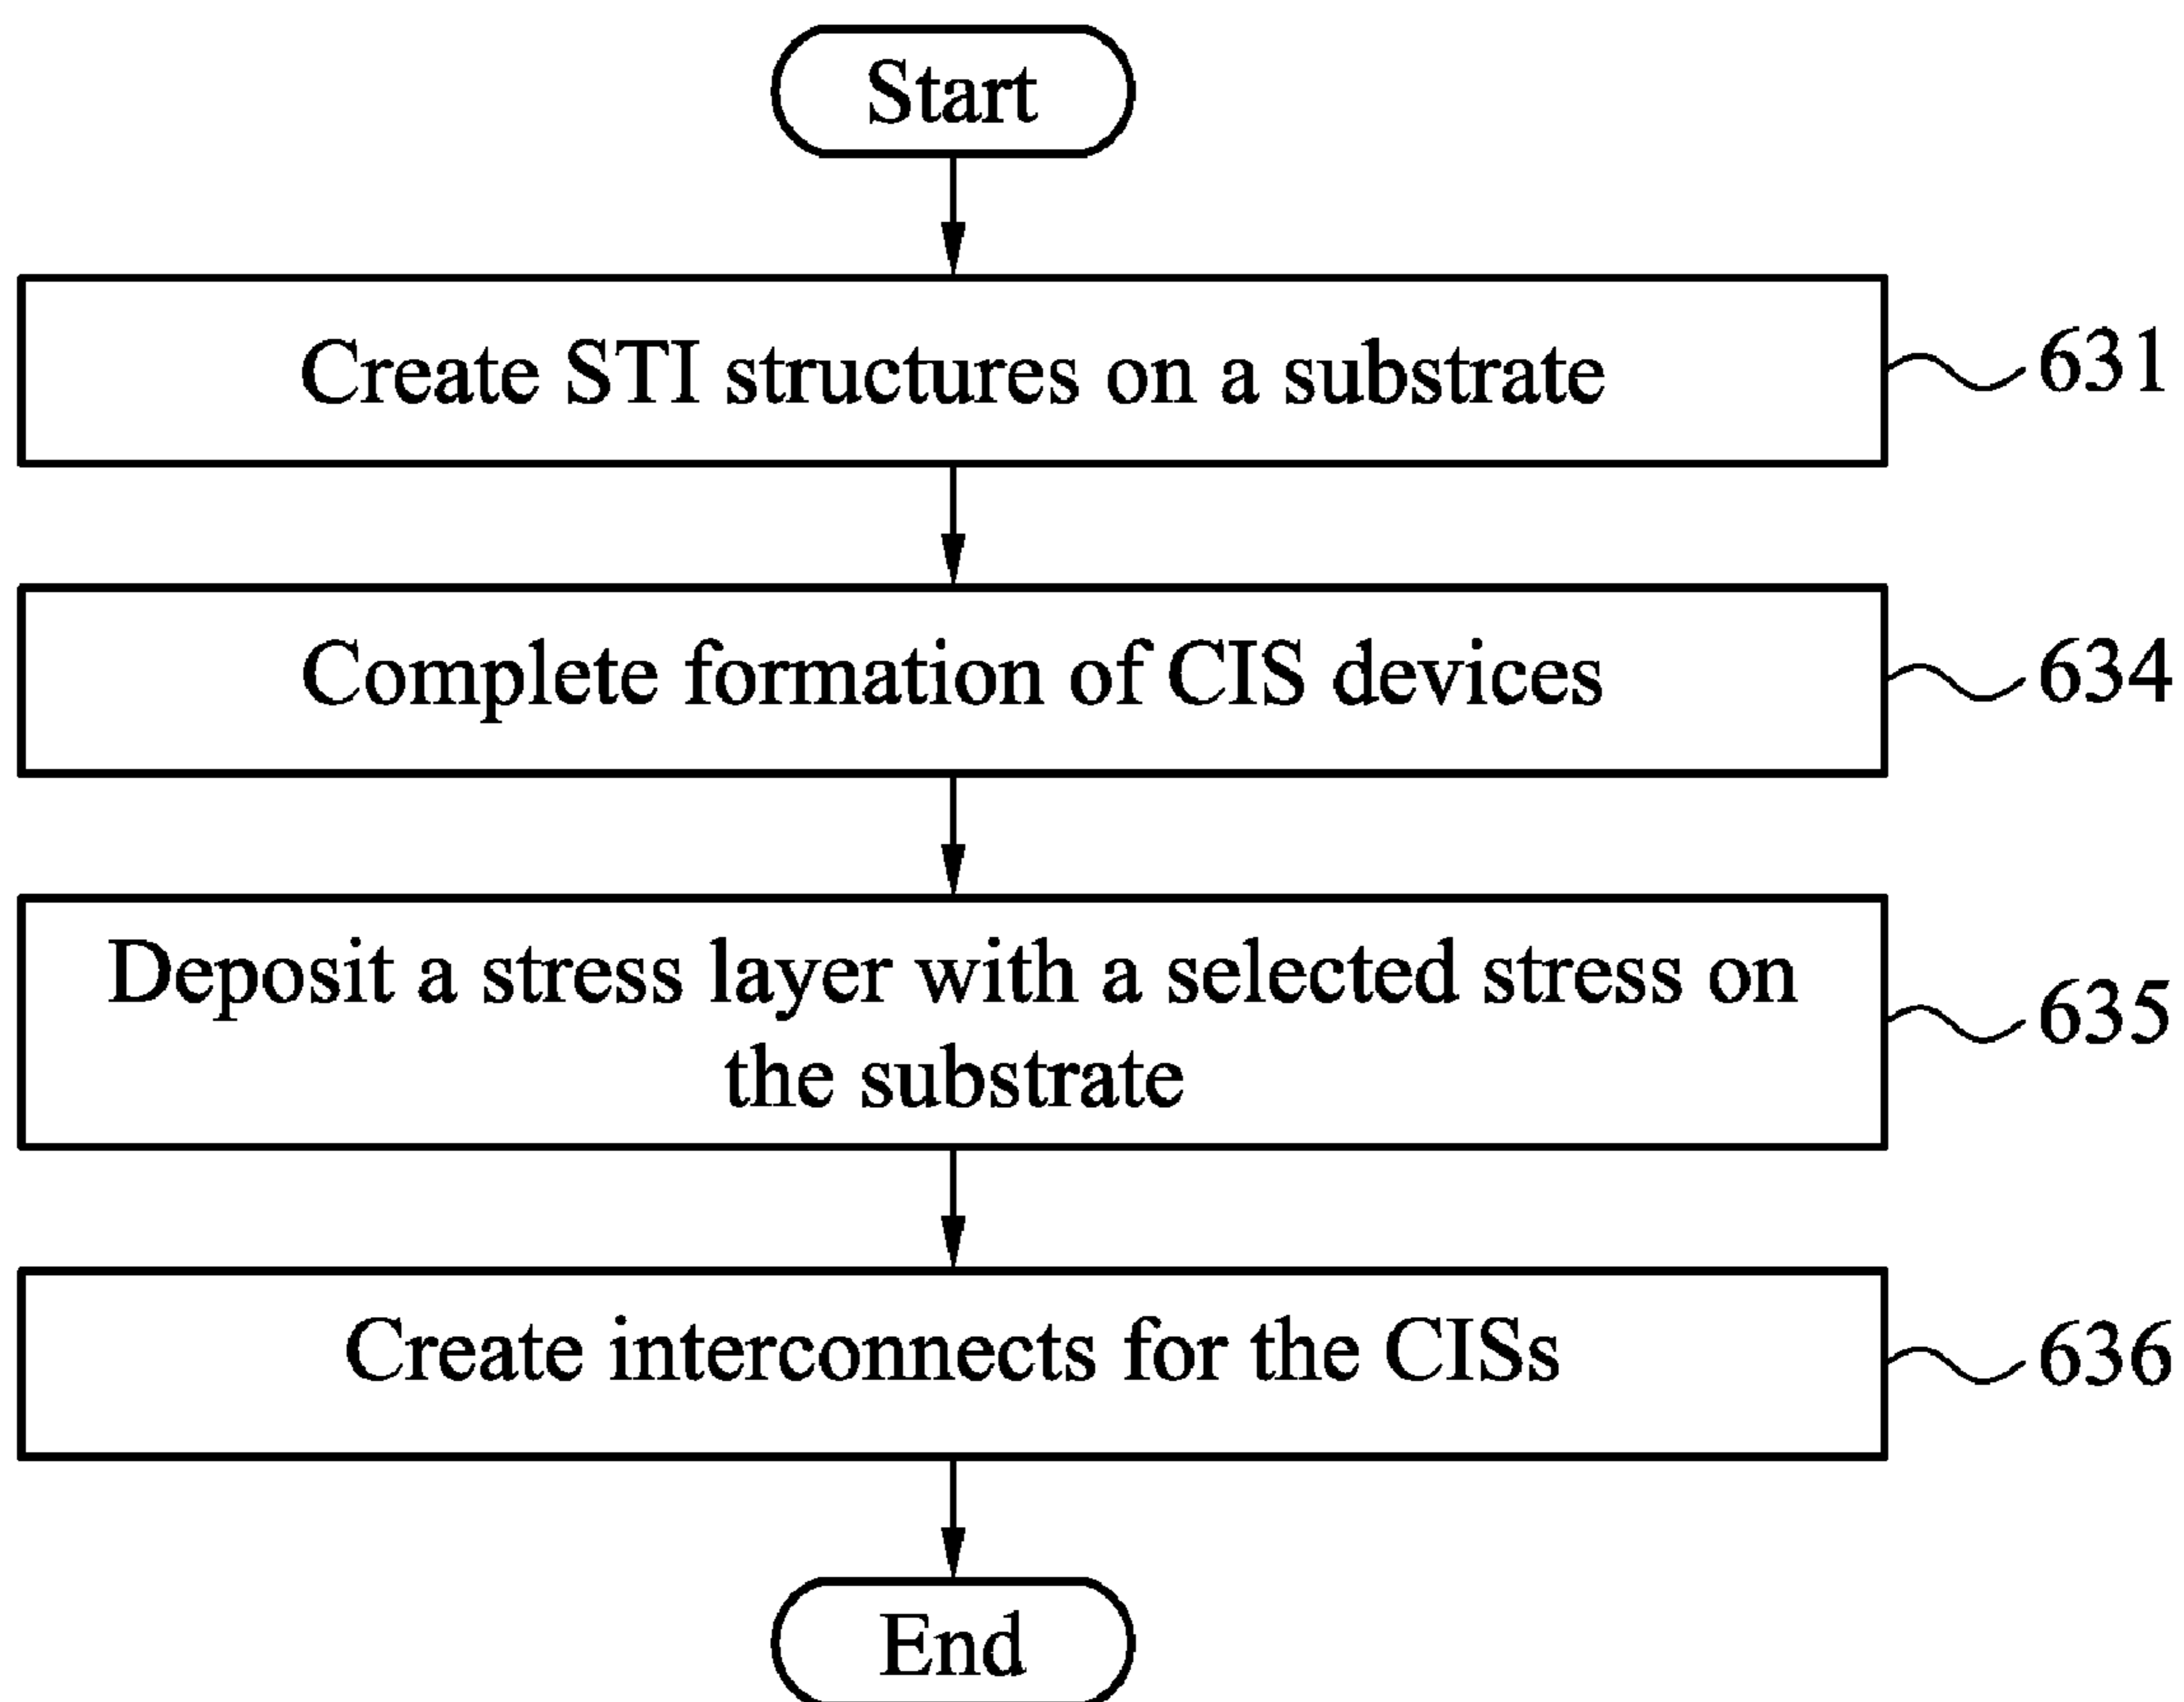 Start
Create STI structures on a substrate
631
Complete formation of CIS devices
634
Deposit a stress layer with a selected stress on
the substrate
635
Create interconnects for the CISs
636
End